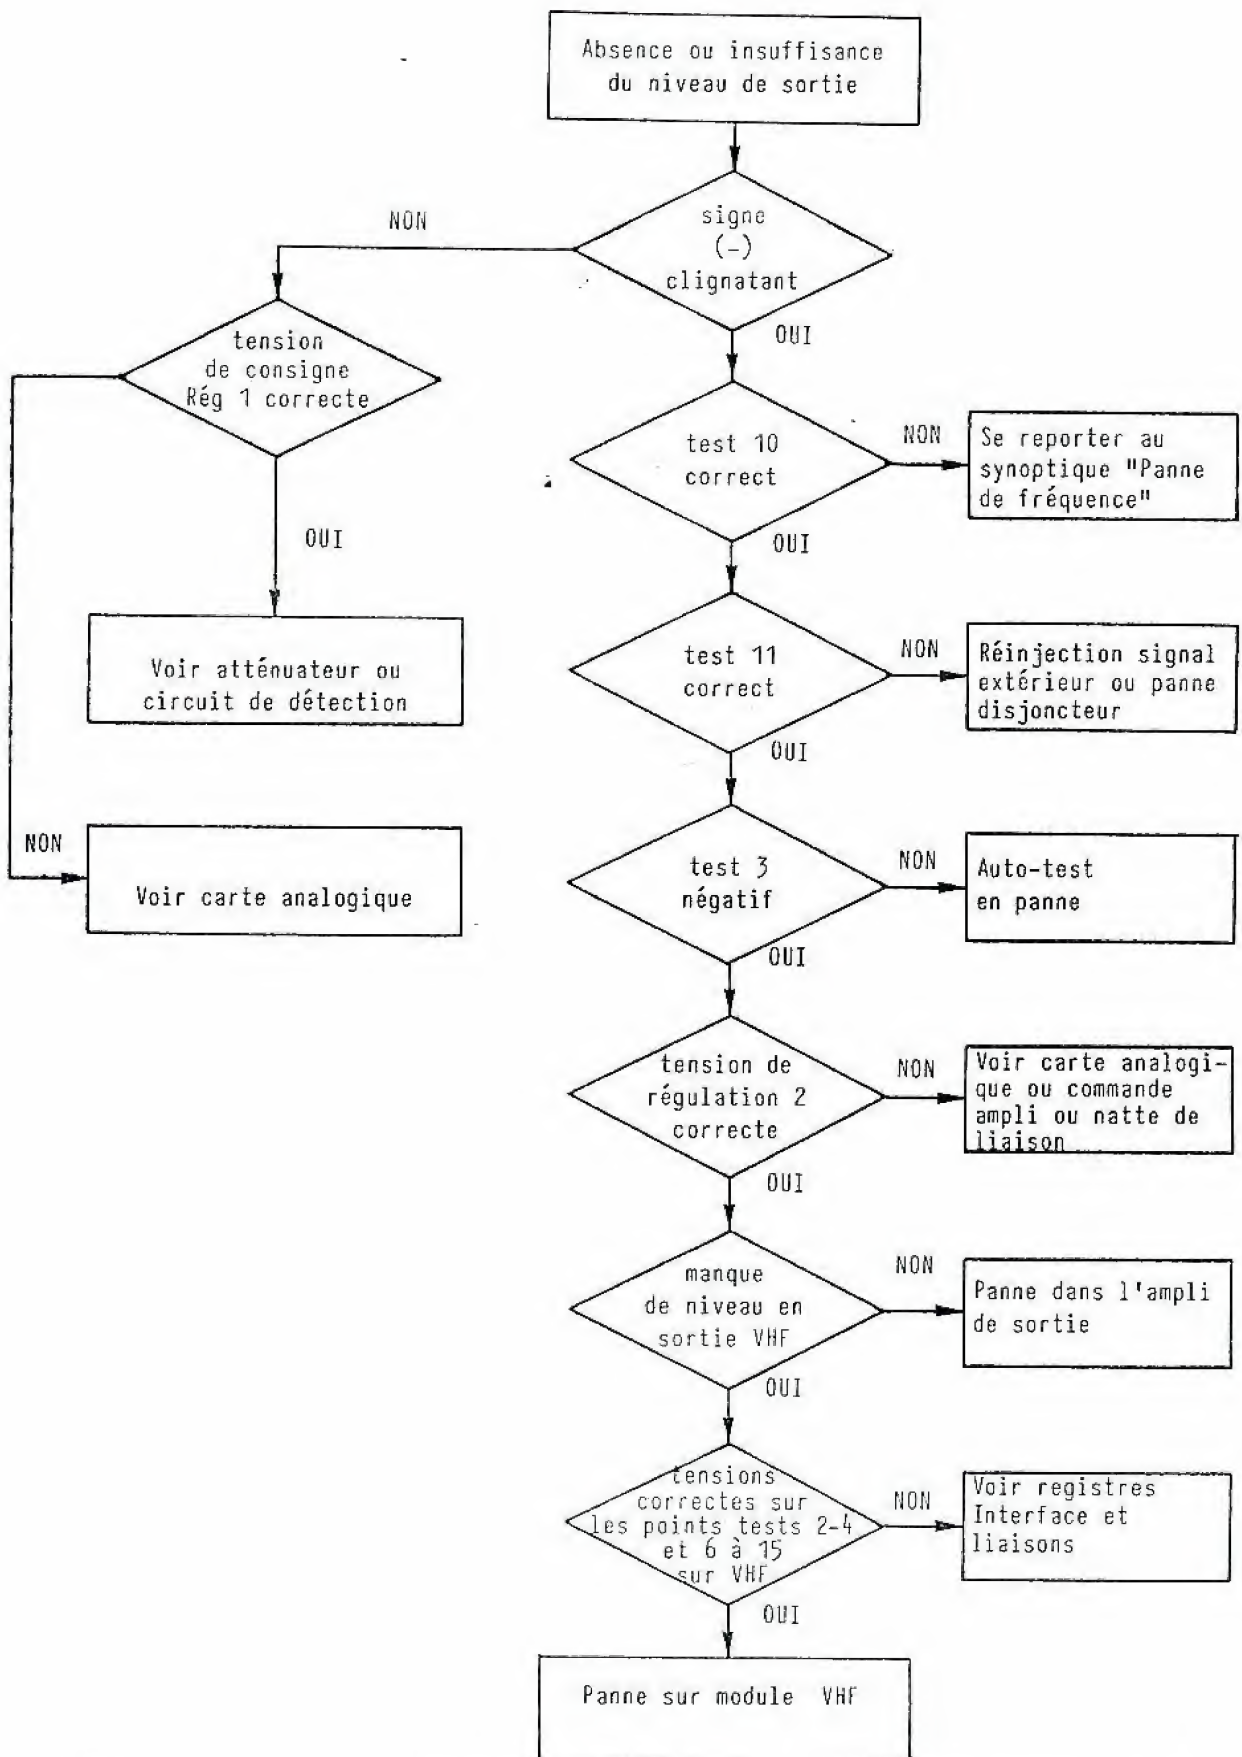 Absence ou insuffisance
du niveau de sortie
NON
signe
(-)
clignatant
OUI
tension
de consigne
Rég 1 correcte
OUI
Voir atténuateur ou
circuit de détection
NON
Voir carte analogique
test 10
correct
NON
Se reporter au
synoptique "Panne
de fréquence"
OUI
test 11
correct
NON
Réinjection signal
extérieur ou panne
disjoncteur
OUI
test 3
négatif
NON
Auto-test
en panne
OUI
tension de
régulation 2
correcte
NON
Voir carte analogi-
que ou commande
ampli ou natte de
liaison
OUI
manque
de niveau en
sortie VHF
NON
Panne dans l'ampli
de sortie
OUI
tensions
correctes sur
les points tests 2-4
et 6 à 15
sur VHF
NON
Voir registres
Interface et
liaisons
OUI
Panne sur module VHF